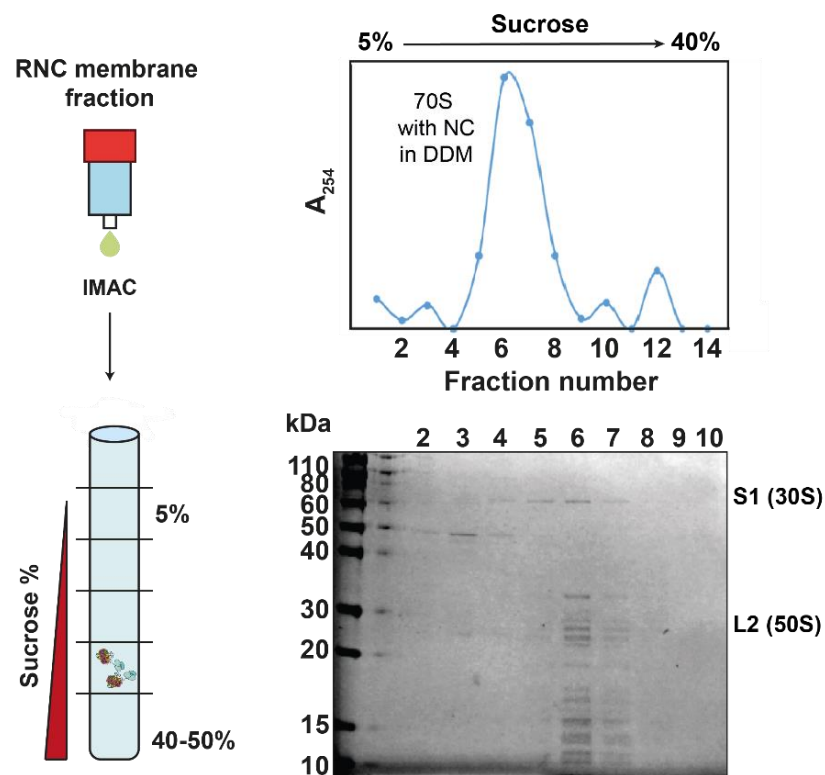 RNC membrane
fraction
IMAC
Sucrose %
5%
40-50%
Sucrose
5% 40%
70S
with NC
in DDM
A254
2 4 6 8 10 12 14
Fraction number
kDa
2 3 4 5 6 7 8 9 10
110
80
60
50
40
30
20
15
10
S1 (30S)
L2 (50S)